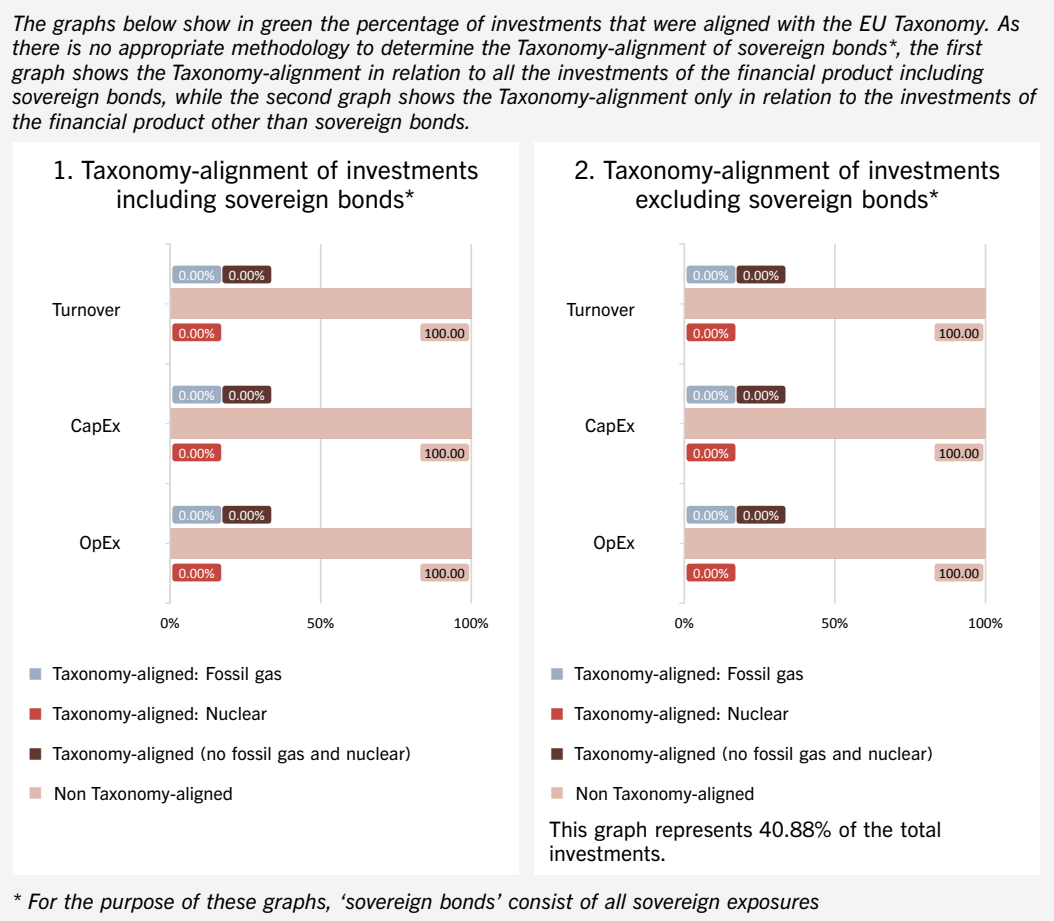 The graphs below show in green the percentage of investments that were aligned with the EU Taxonomy. As
there is no appropriate methodology to determine the Taxonomy-alignment of sovereign bonds*, the first
graph shows the Taxonomy-alignment in relation to all the investments of the financial product including
sovereign bonds, while the second graph shows the Taxonomy-alignment only in relation to the investments of
the financial product other than sovereign bonds.
1. Taxonomy-alignment of investments
including sovereign bonds*
0.00% 0.00%
Turnover
0.00% 100.00
0.00% 0.00%
CapEx
0.00% 100.00
0.00% 0.00%
OpEx
0.00% 100.00
0% 50% 100%
Taxonomy-aligned: Fossil gas
Taxonomy-aligned: Nuclear
Taxonomy-aligned (no fossil gas and nuclear)
Non Taxonomy-aligned
2. Taxonomy-alignment of investments
excluding sovereign bonds*
0.00% 0.00%
Turnover
0.00% 100.00
0.00% 0.00%
CapEx
0.00% 100.00
0.00% 0.00%
OpEx
0.00% 100.00
0% 50% 100%
Taxonomy-aligned: Fossil gas
Taxonomy-aligned: Nuclear
Taxonomy-aligned (no fossil gas and nuclear)
Non Taxonomy-aligned
This graph represents 40.88% of the total
investments.
* For the purpose of these graphs, ‘sovereign bonds’ consist of all sovereign exposures